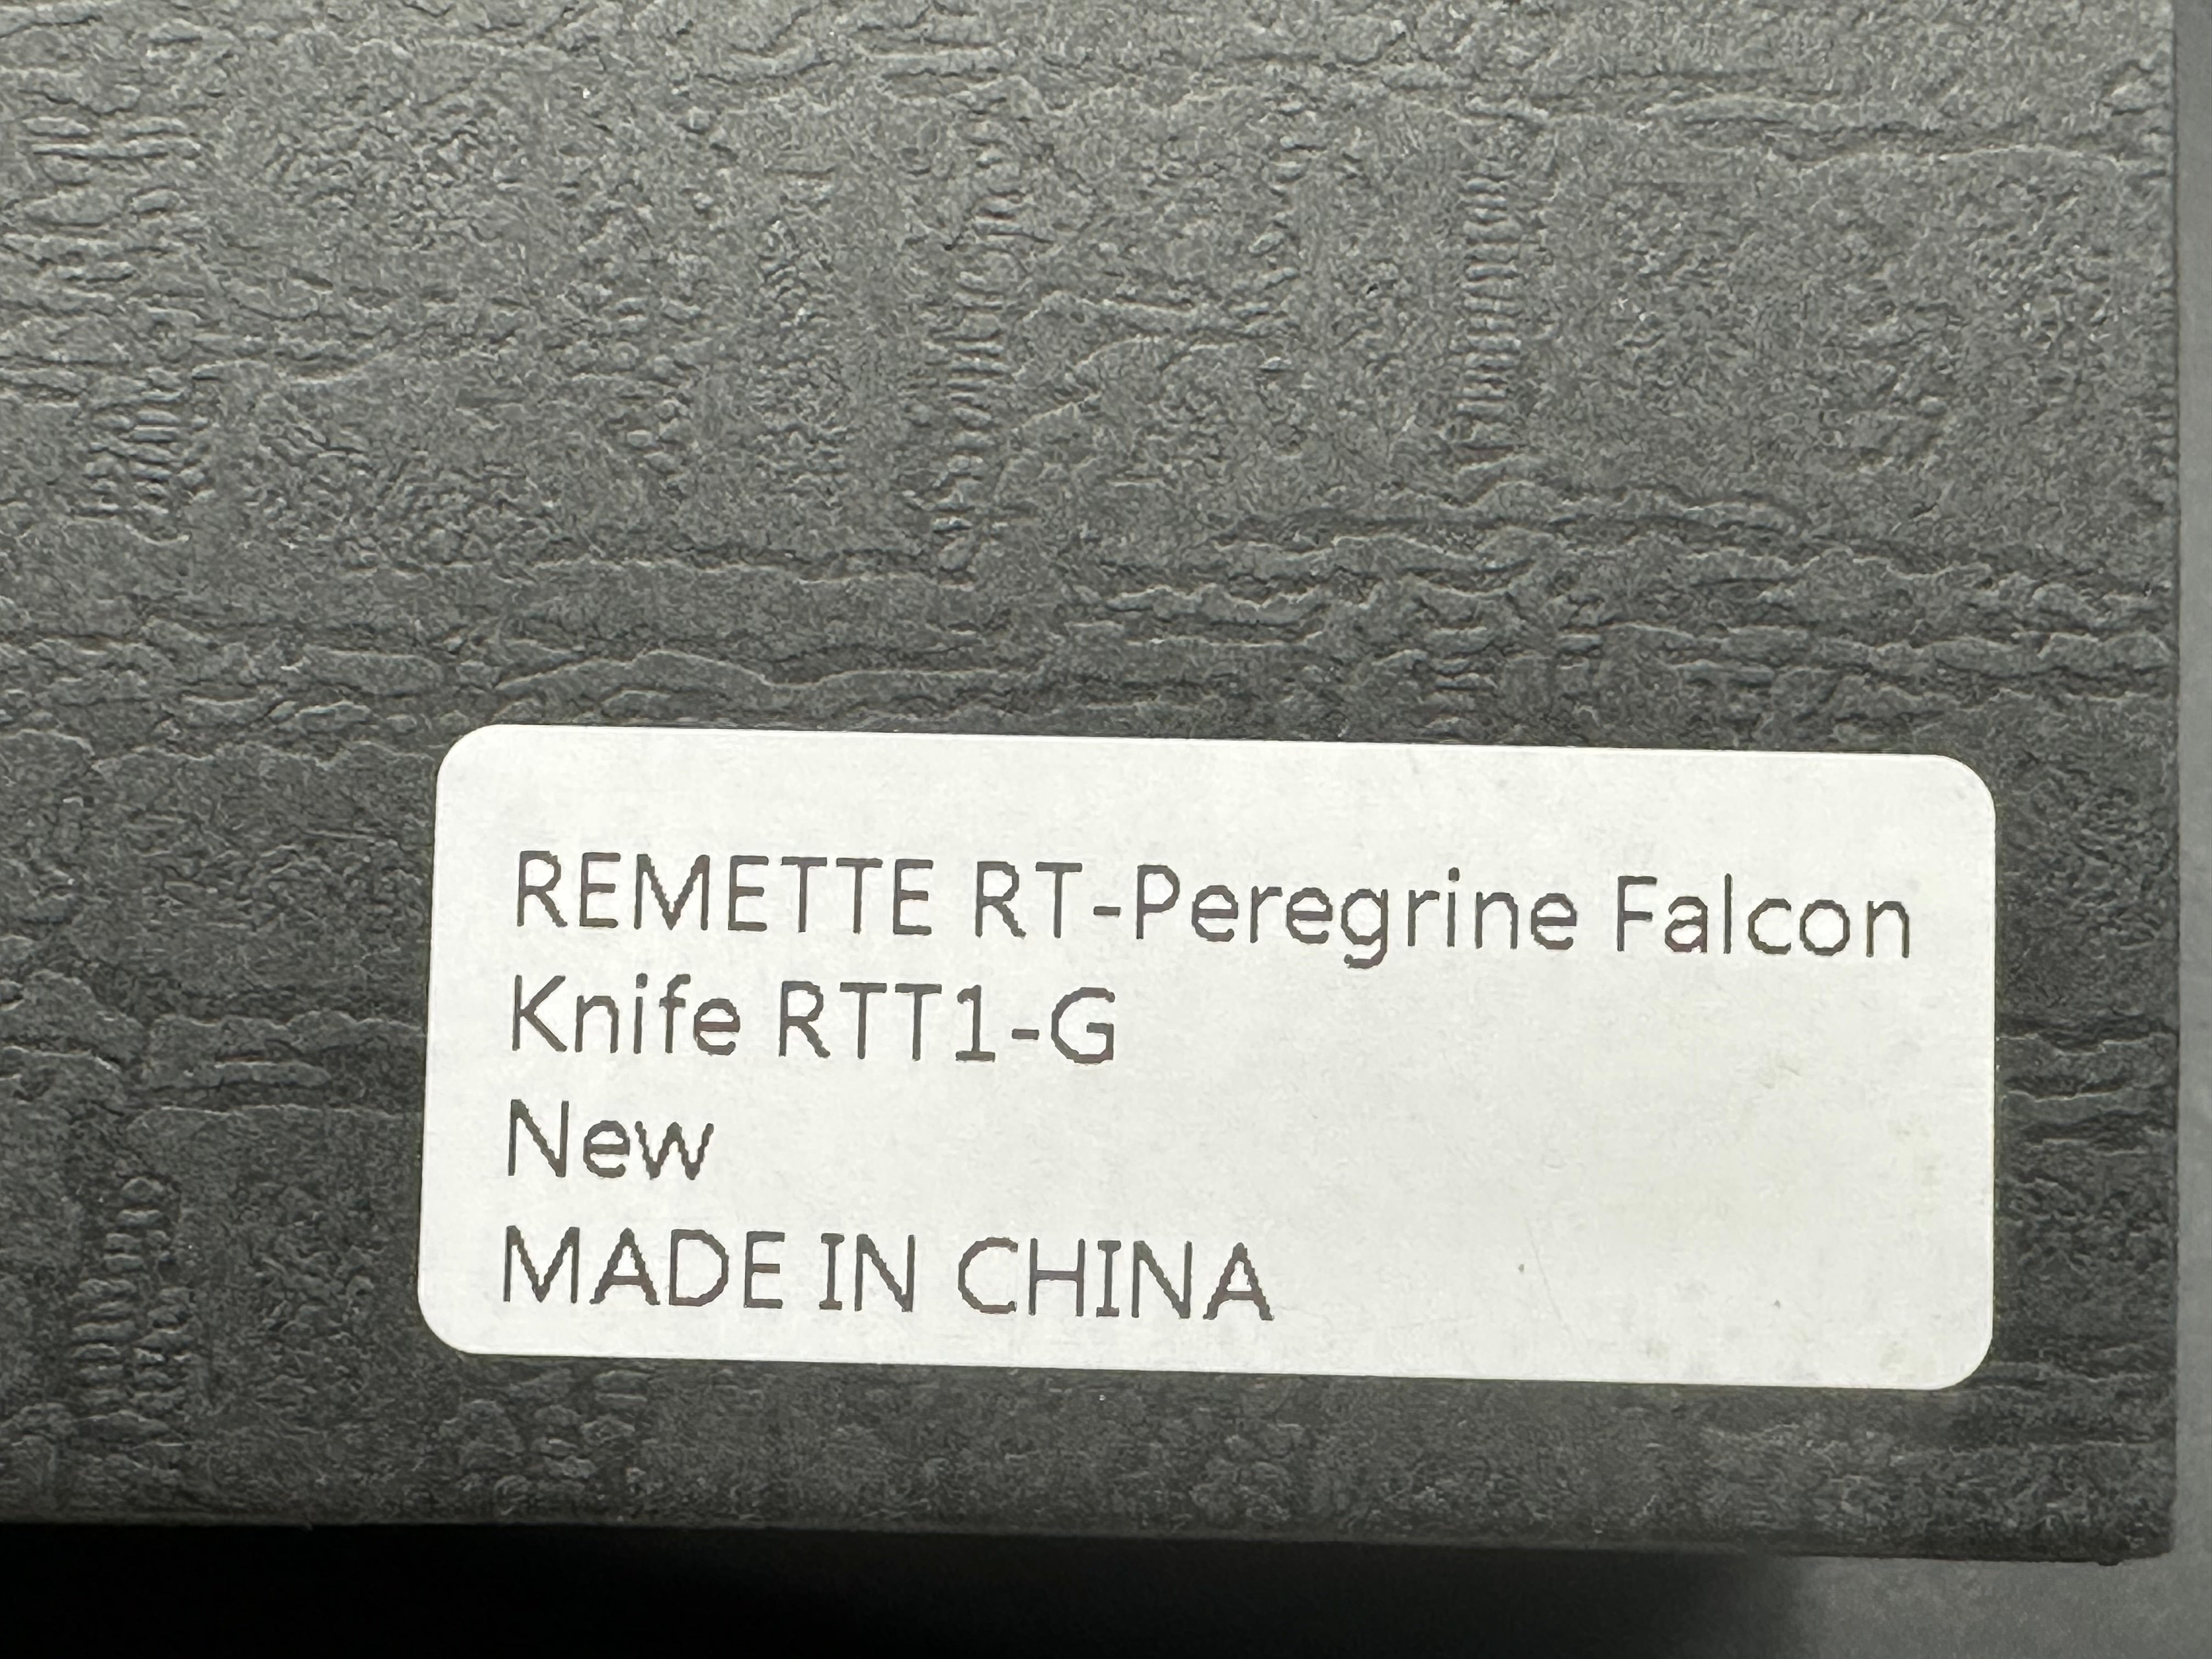 REMETTE RT-Peregrine Falcon
Knife RTT1-G
New
MADE IN CHINA